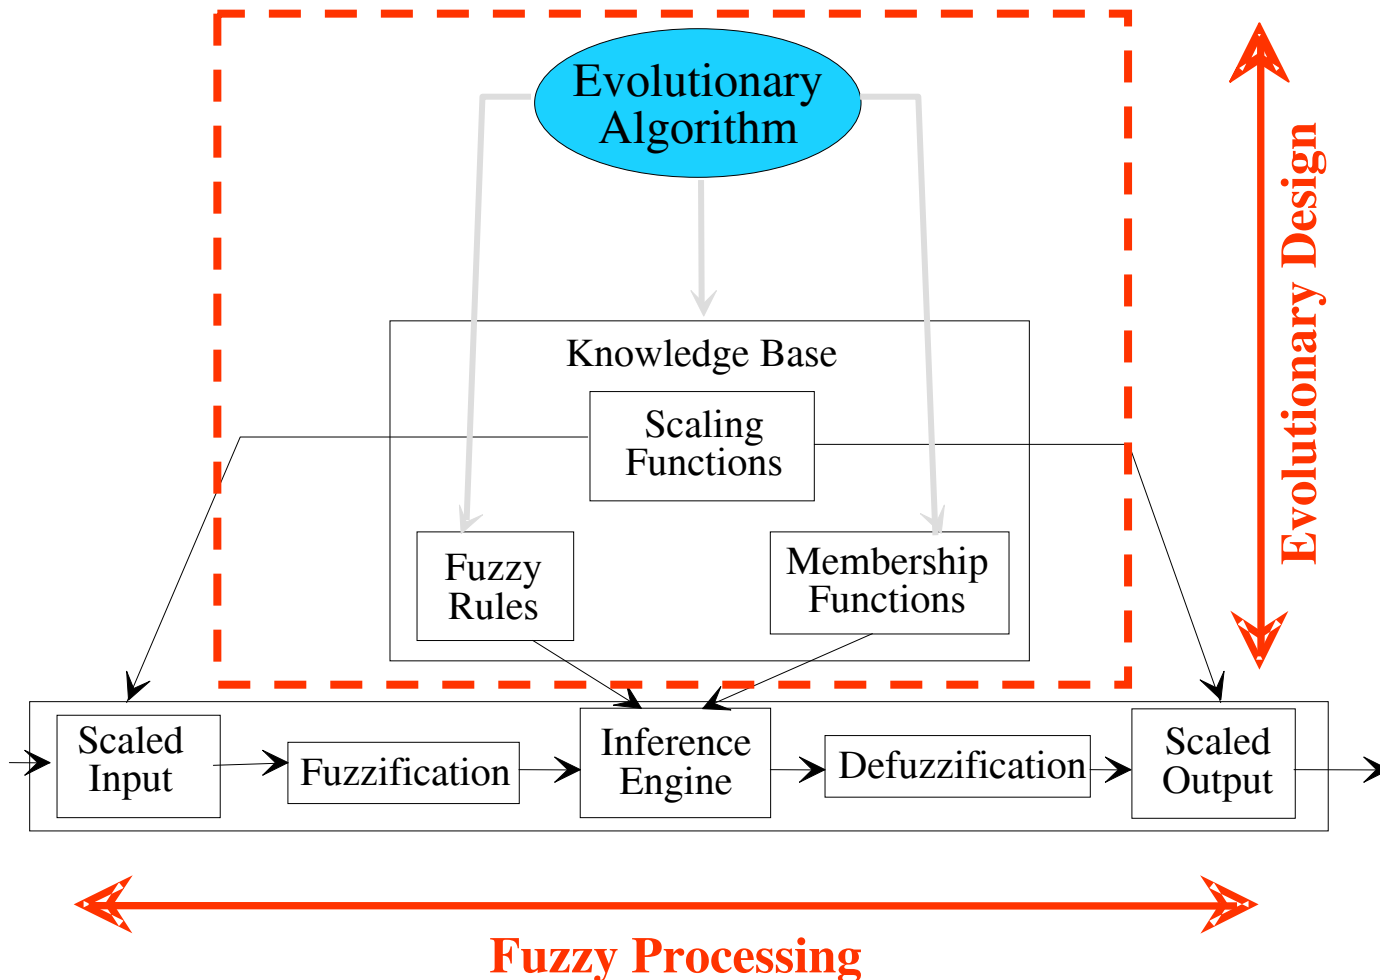 Evolutionary
Algorithm
Evolutionary Design
Knowledge Base
Scaling
Functions
Fuzzy
Rules
Membership
Functions
Scaled
Input
Fuzzification
Inference
Engine
Defuzzification
Scaled
Output
Fuzzy Processing